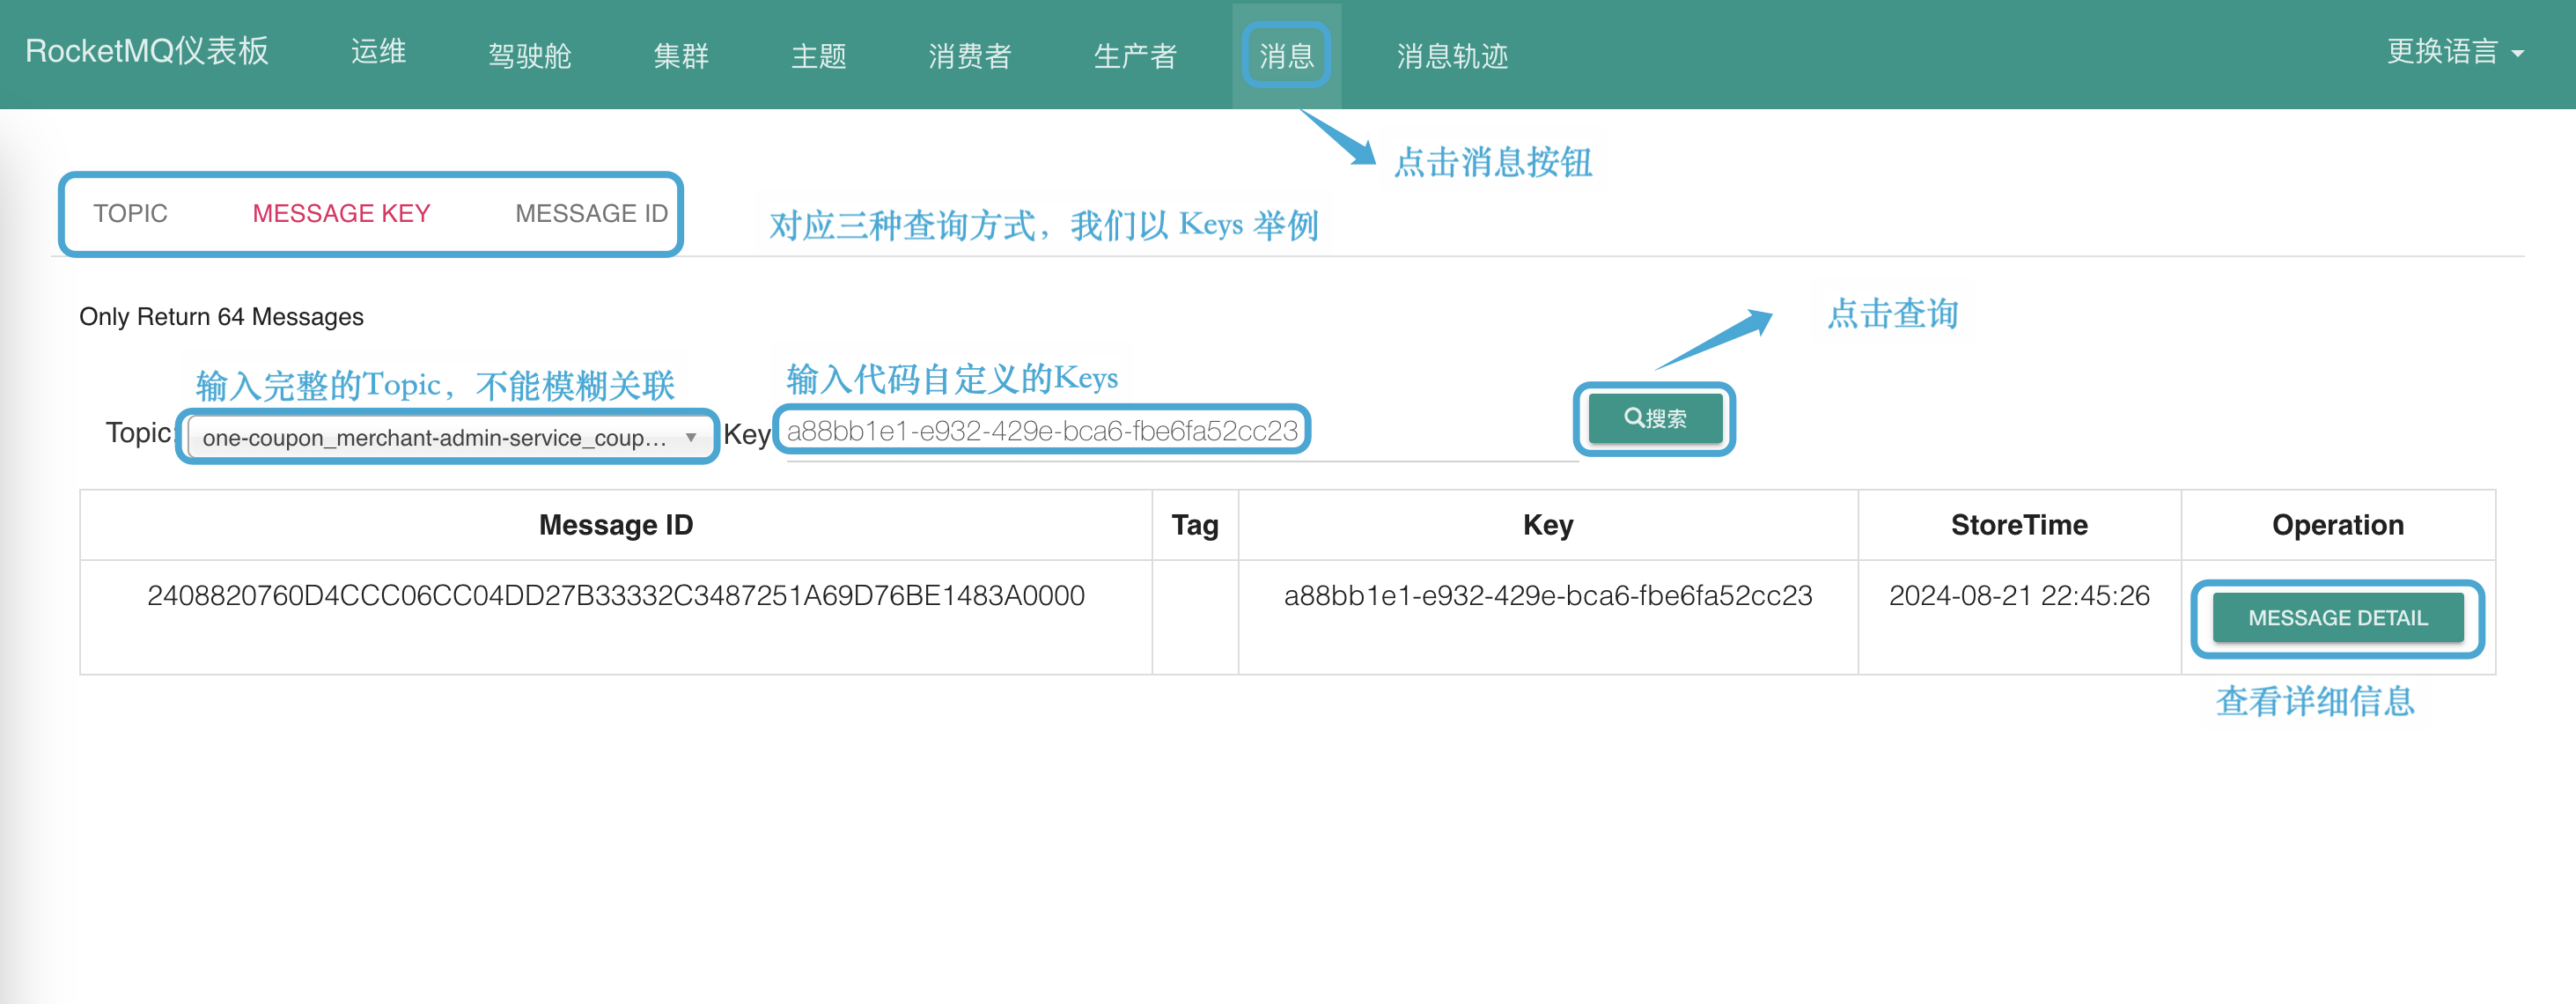 RocketMQ仪表板 运维 驾驶舱 集群 主题 消费者 生产者 消息 消息轨迹 更换语言
点击消息按钮
TOPIC MESSAGE KEY MESSAGE ID
对应三种查询方式，我们以 Keys 举例
Only Return 64 Messages
点击查询
输入完整的Topic，不能模糊关联
输入代码自定义的Keys
Topic: one-coupon_merchant-admin-service_coup... Key a88bb1e1-e932-429e-bca6-fbe6fa52cc23 搜索
Message ID Tag Key StoreTime Operation
2408820760D4CCC06CC04DD27B33332C3487251A69D76BE1483A0000 a88bb1e1-e932-429e-bca6-fbe6fa52cc23 2024-08-21 22:45:26 MESSAGE DETAIL
查看详细信息